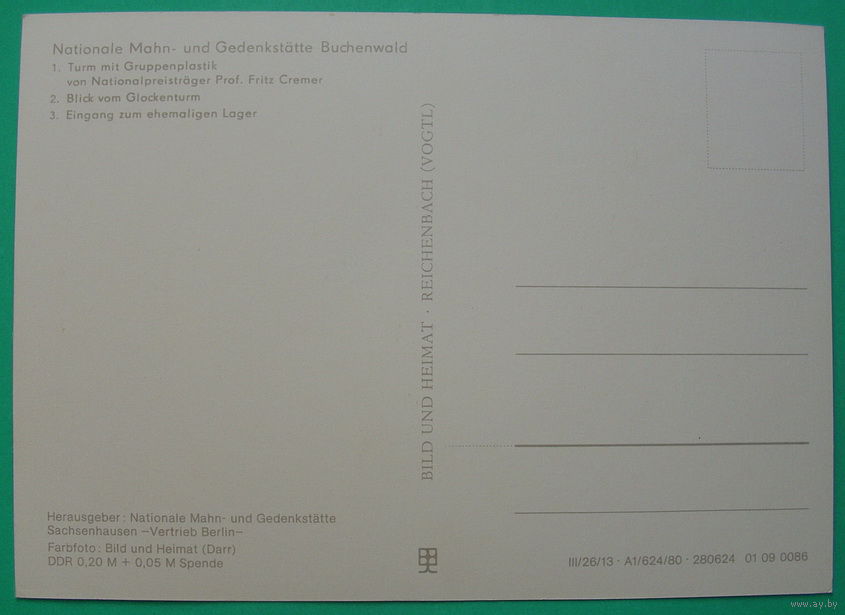 Nationale Mahn- und Gedenkstätte Buchenwald
1. Turm mit Gruppenplastik
von Nationalpreisträger Prof. Fritz Cremer
2. Blick vom Glockenturm
3. Eingang zum ehemaligen Lager
BILD UND HEIMAT · REICHENBACH (VOGTL)
Herausgeber: Nationale Mahn- und Gedenkstätte
Sachsenhausen –Vertrieb Berlin–
Farbfoto: Bild und Heimat (Darr)
DDR 0,20 M + 0,05 M Spende
III/26/13 · A1/624/80 · 280624 01 09 0086
www.ay.by